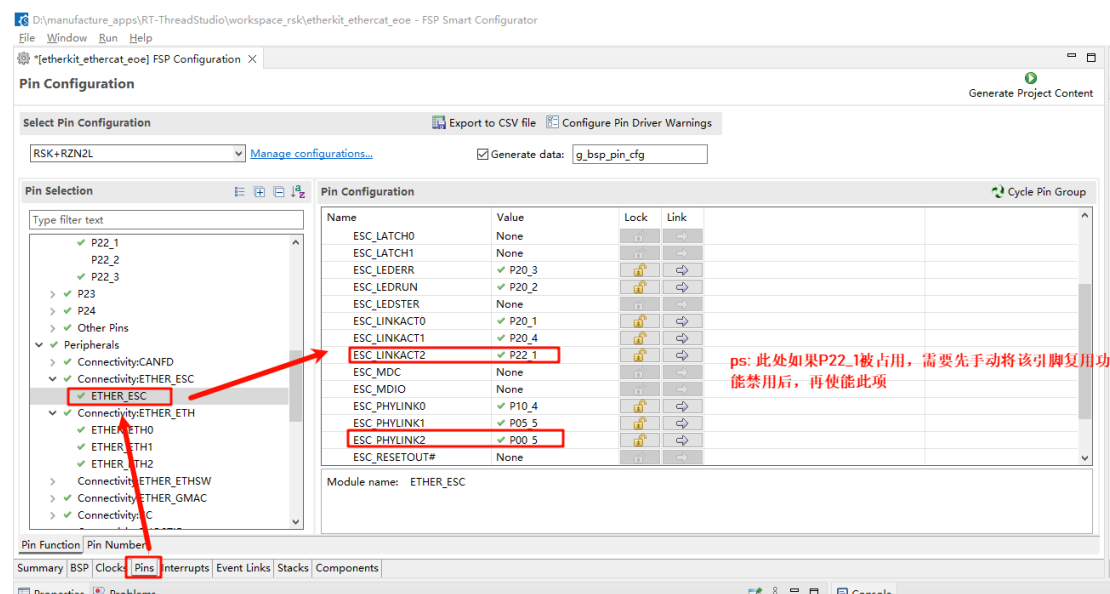 D:\manufacture_apps\RT-ThreadStudio\workspace_rsk\etherkit_ethercat_eoe - FSP Smart Configurator
File Window Run Help
*[etherkit_ethercat_eoe] FSP Configuration
Pin Configuration
Generate Project Content
Select Pin Configuration
Export to CSV file Configure Pin Driver Warnings
RSK+RZN2L Manage configurations... Generate data: g_bsp_pin_cfg
Pin Selection
Type filter text
P22_1
P22_2
P22_3
P23
P24
Other Pins
Peripherals
Connectivity:CANFD
Connectivity:ETHER_ESC
ETHER_ESC
Connectivity:ETHER_ETH
ETHER_ETH0
ETHER_ETH1
ETHER_ETH2
Connectivity:ETHER_ETHSW
Connectivity:ETHER_GMAC
Pin Configuration Cycle Pin Group
Name Value Lock Link
ESC_LATCH0 None
ESC_LATCH1 None
ESC_LEDERR P20_3
ESC_LEDRUN P20_2
ESC_LEDSTER None
ESC_LINKACT0 P20_1
ESC_LINKACT1 P20_4
ESC_LINKACT2 P22_1
ESC_MDC None
ESC_MDIO None
ESC_PHYLINK0 P10_4
ESC_PHYLINK1 P05_5
ESC_PHYLINK2 P00_5
ESC_RESETOUT# None
Module name: ETHER_ESC
ps: 此处如果P22_1被占用，需要先手动将该引脚复用功
能禁用后，再使能此项
Pin Function Pin Number
Summary BSP Clocks Pins Interrupts Event Links Stacks Components
Properties Problems Console